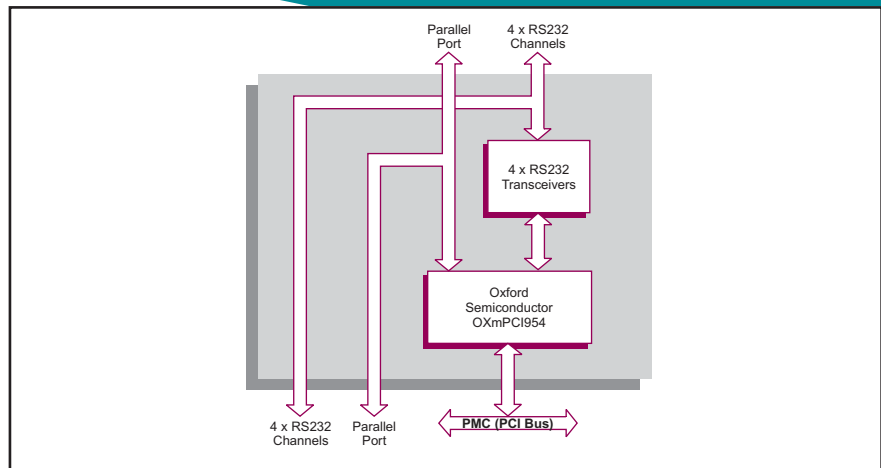 Parallel
Port
4 x RS232
Channels
4 x RS232
Transceivers
Oxford
Semiconductor
OXmPCI954
4 x RS232
Channels
Parallel
Port
PMC (PCI Bus)